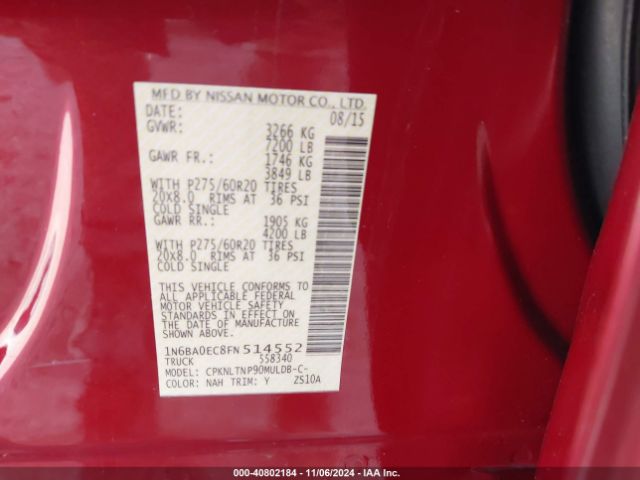 MFD BY NISSAN MOTOR CO., LTD.
DATE: 08/15
GVWR: 3266 KG
7200 LB
GAWR FR.: 1746 KG
3849 LB
WITH P275/60R20 TIRES
20X8.0 RIMS AT 36 PSI
COLD SINGLE
GAWR RR.: 1905 KG
4200 LB
WITH P275/60R20 TIRES
20X8.0 RIMS AT 36 PSI
COLD SINGLE
THIS VEHICLE CONFORMS TO
ALL APPLICABLE FEDERAL
MOTOR VEHICLE SAFETY
STANDARDS IN EFFECT ON
THE DATE OF MANUFACTURE
SHOWN ABOVE.
1N6BA0EC8FN514552
TRUCK 558340
MODEL: CPKNLTNP90MULDB-C-
COLOR: NAH TRIM: Y ZS10A
000-40802184 - 11/06/2024 - IAA Inc.